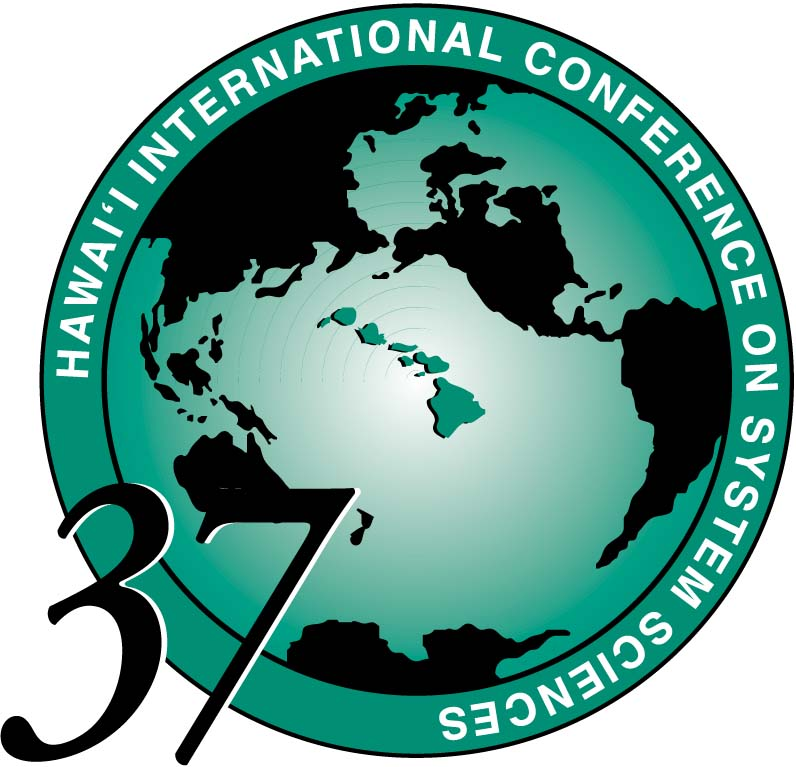 HAWAI‘I INTERNATIONAL CONFERENCE ON SYSTEM SCIENCES
37